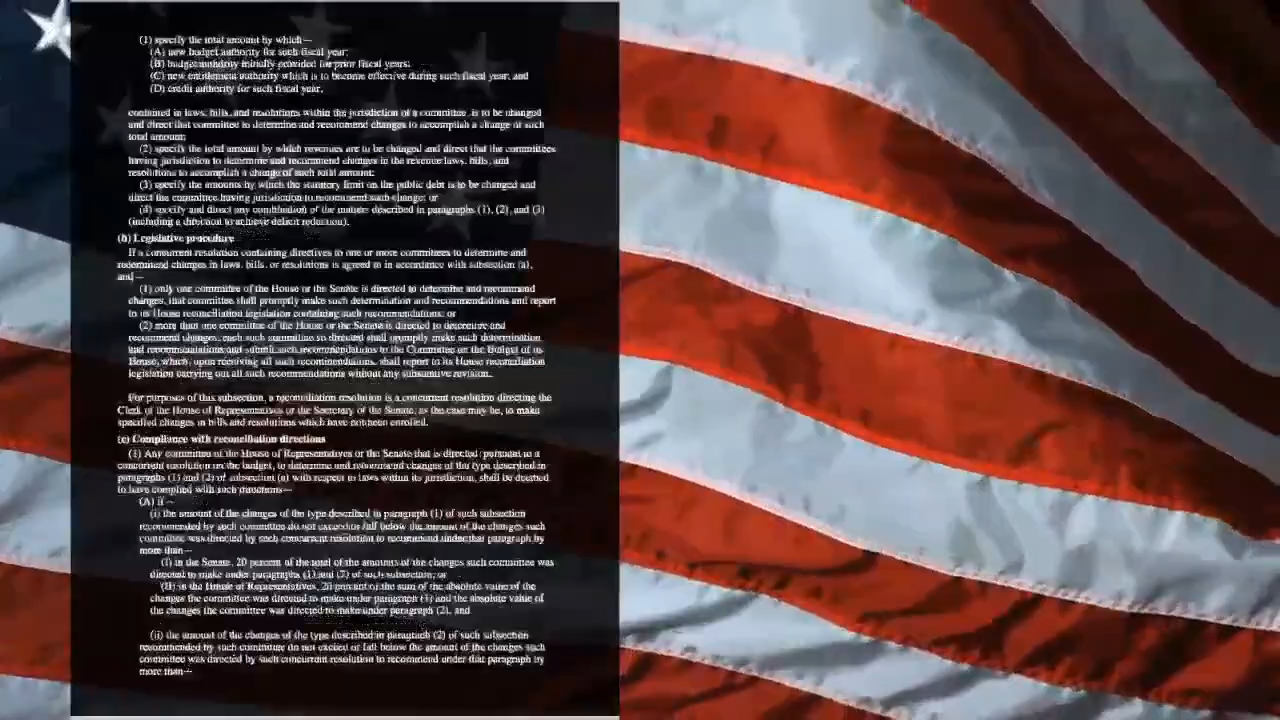 (1) specify the total amount by which—
(A) new budget authority for such fiscal year;
(B) budget authority initially provided for prior fiscal years;
(C) new entitlement authority which is to become effective during such fiscal year; and
(D) credit authority for such fiscal year,
contained in laws, bills, and resolutions within the jurisdiction of a committee, is to be changed
and direct that committee to determine and recommend changes to accomplish a change of such
total amount;
(2) specify the total amount by which revenues are to be changed and direct that the committees
having jurisdiction to determine and recommend changes in the revenue laws, bills, and
resolutions to accomplish a change of such total amount;
(3) specify the amounts by which the statutory limit on the public debt is to be changed and
direct the committee having jurisdiction to recommend such change; or
(4) specify and direct any combination of the matters described in paragraphs (1), (2), and (3)
(including a direction to achieve deficit reduction).
(b) Legislative procedure
If a concurrent resolution containing directives to one or more committees to determine and
recommend changes in laws, bills, or resolutions is agreed to in accordance with subsection (a),
and—
(1) only one committee of the House or the Senate is directed to determine and recommend
changes, that committee shall promptly make such determination and recommendations and report
to its House reconciliation legislation containing such recommendations; or
(2) more than one committee of the House or the Senate is directed to determine and
recommend changes, each such committee so directed shall promptly make such determination
and recommendations and submit such recommendations to the Committee on the Budget of its
House, which upon receiving all such recommendations, shall report to its House reconciliation
legislation carrying out all such recommendations without any substantive revision.
For purposes of this subsection, a reconciliation resolution is a concurrent resolution directing the
Clerk of the House of Representatives or the Secretary of the Senate, as the case may be, to make
specified changes in bills and resolutions which have not been enrolled.
(c) Compliance with reconciliation directions
(1) Any committee of the House of Representatives or the Senate that is directed, pursuant to a
concurrent resolution on the budget, to determine and recommend changes of the type described in
paragraphs (1) and (2) of subsection (a) with respect to laws within its jurisdiction, shall be deemed
to have complied with such directions—
(A) if—
(i) the amount of the changes of the type described in paragraph (1) of such subsection
recommended by such committee do not exceed or fall below the amount of the changes such
committee was directed by such concurrent resolution to recommend under that paragraph by
more than—
(I) in the Senate, 20 percent of the total of the amounts of the changes such committee was
directed to make under paragraphs (1) and (2) of such subsection; or
(II) in the House of Representatives, 20 percent of the sum of the absolute value of the
changes the committee was directed to make under paragraph (1) and the absolute value of
the changes the committee was directed to make under paragraph (2); and
(ii) the amount of the changes of the type described in paragraph (2) of such subsection
recommended by such committee do not exceed or fall below the amount of the changes such
committee was directed by such concurrent resolution to recommend under that paragraph by
more than—